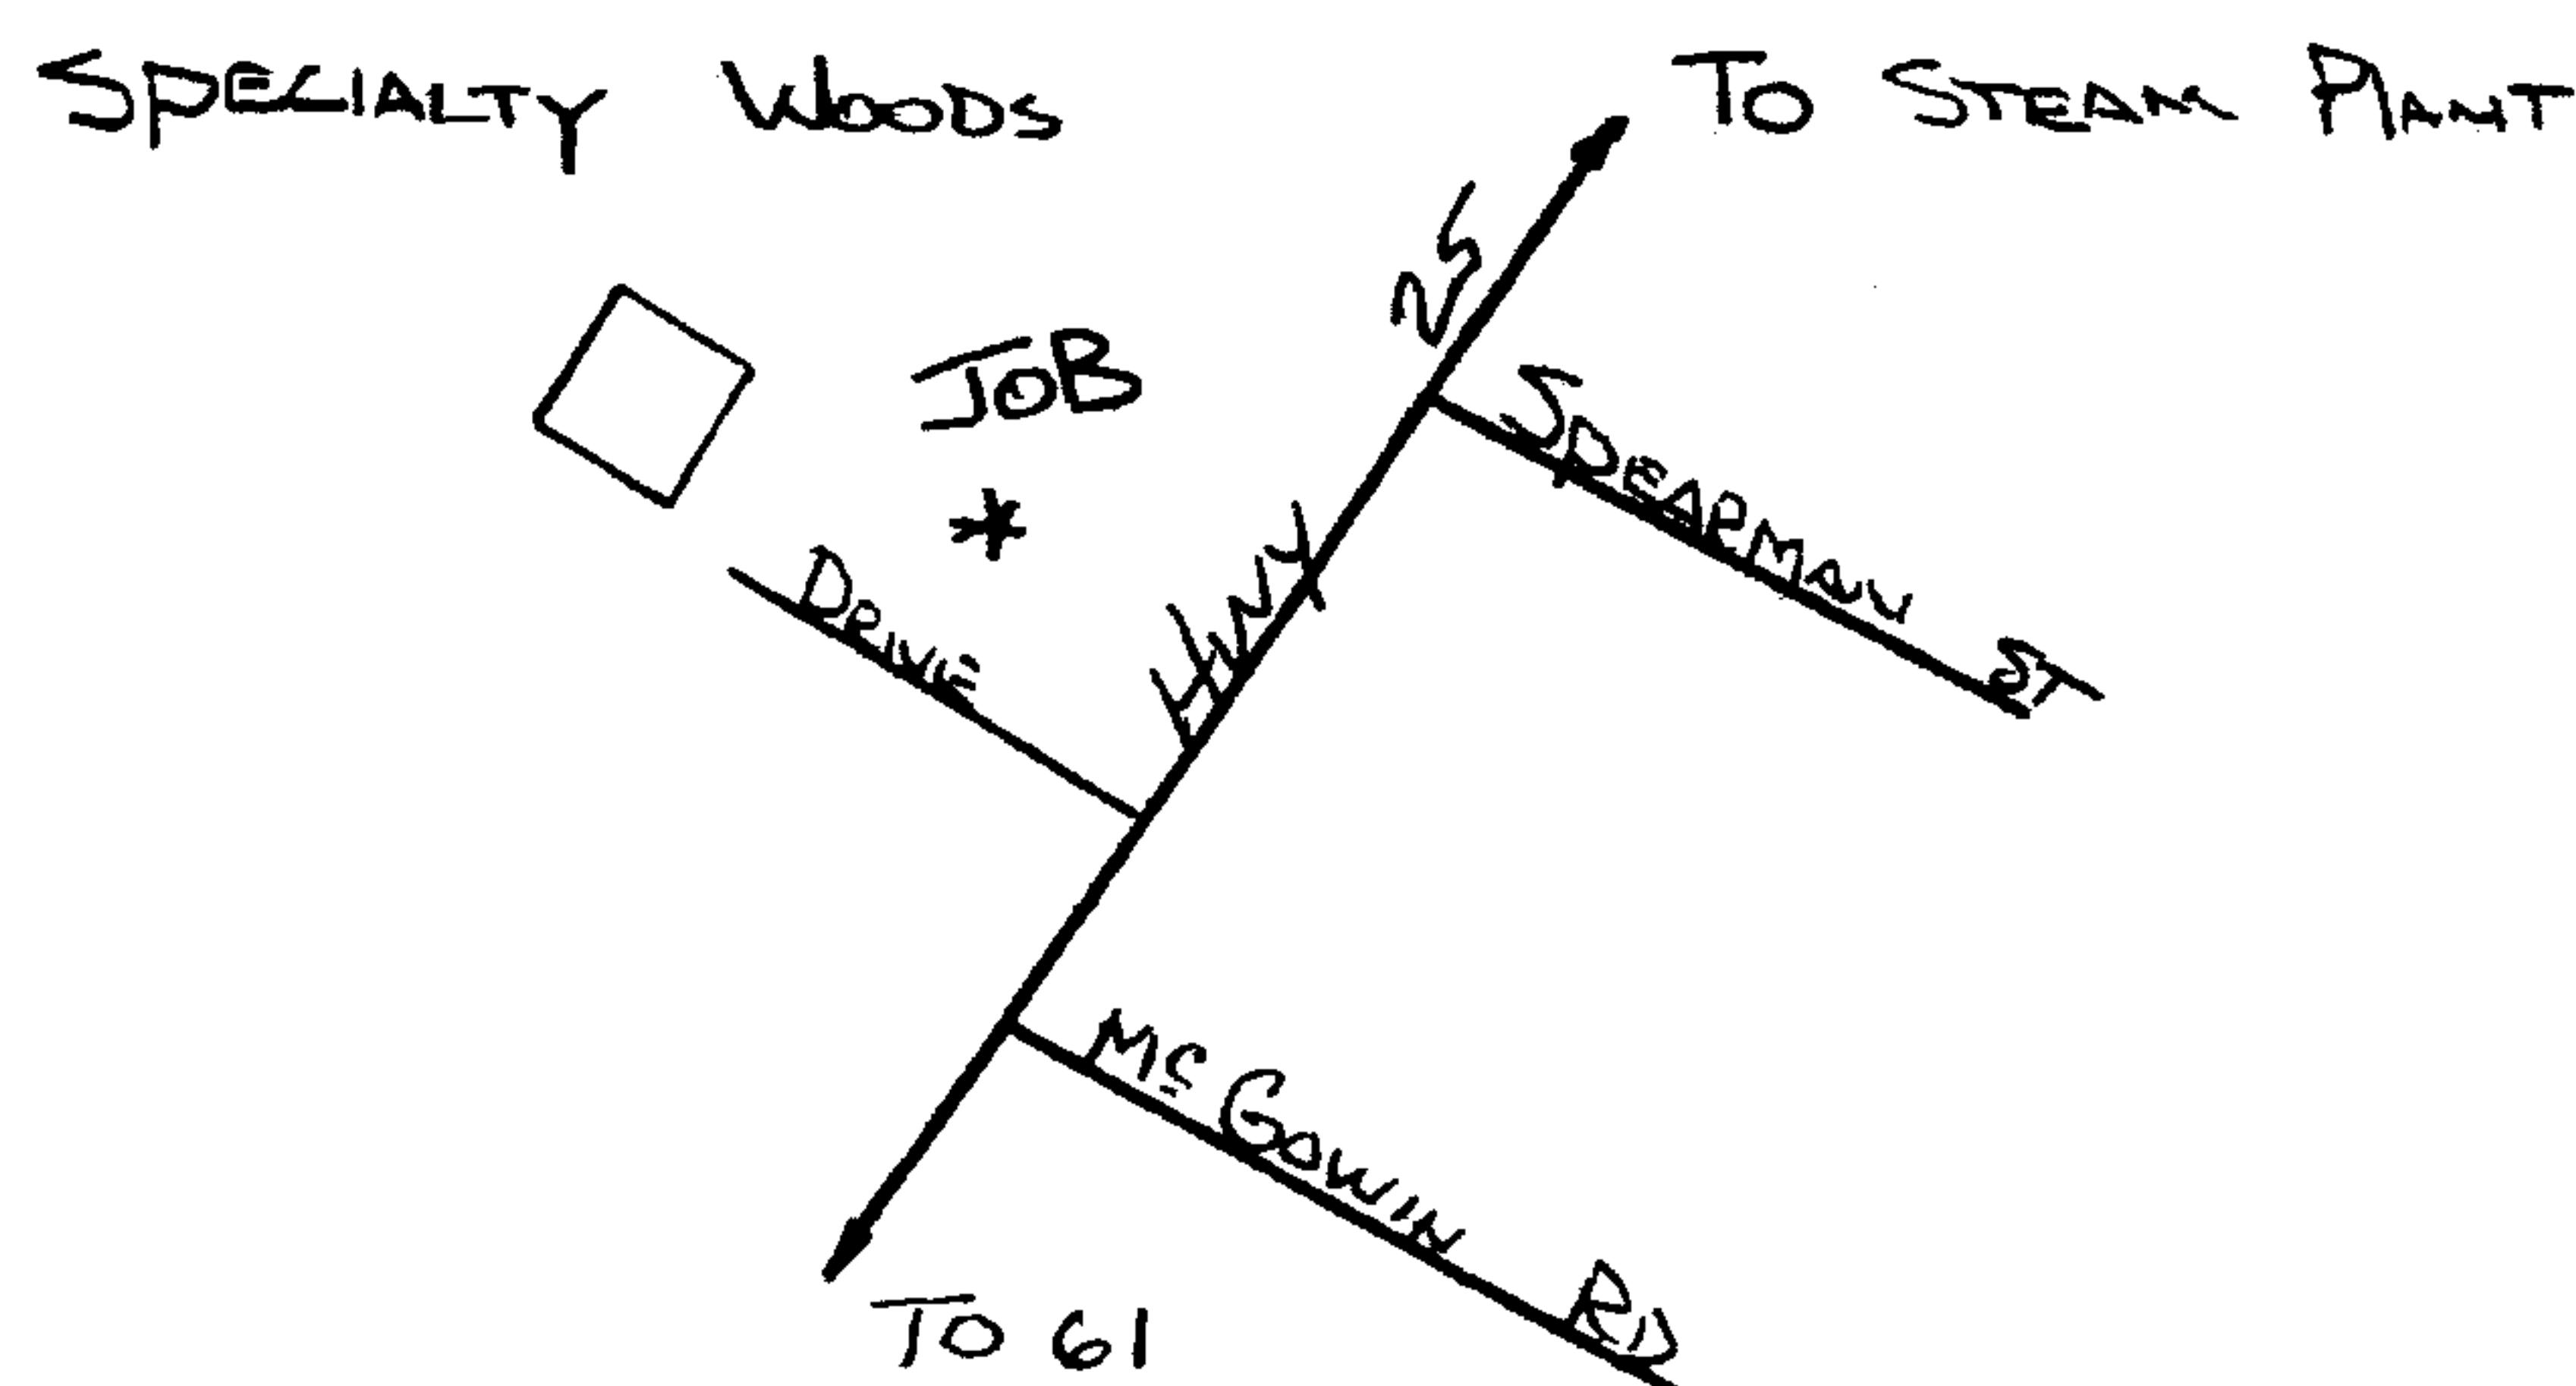 SPECIALTY WOODS
TO STEAM PLANT
HWY 25
JOB
*
SPEARMAN ST
DRIVE
Mc GOWIN RD
TO 61